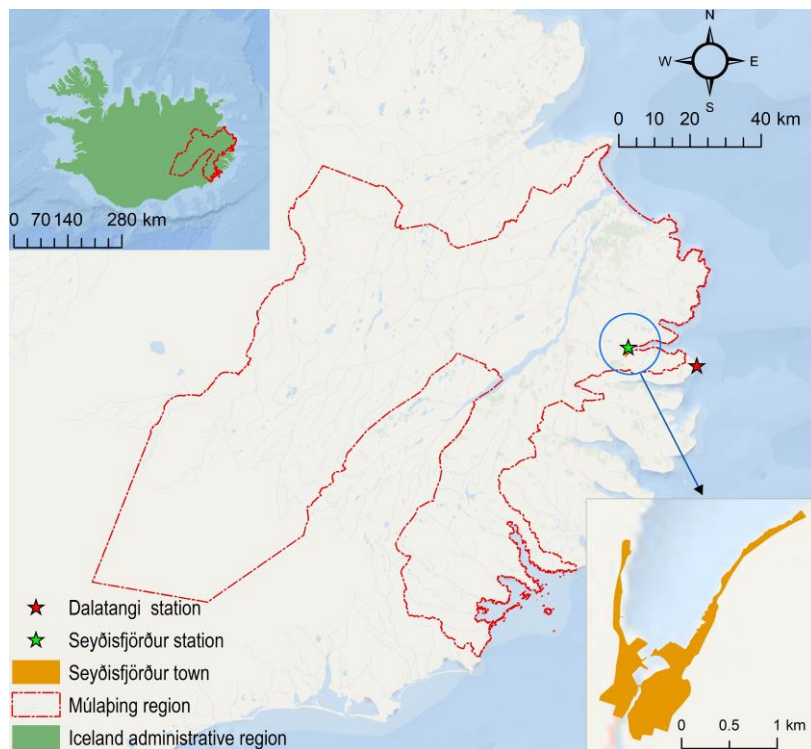 N
W E
S
0 10 20 40 km
0 70 140 280 km
Dalatangi station
Seyðisfjörður station
Seyðisfjörður town
Múlaþing region
Iceland administrative region
0 0.5 1 km